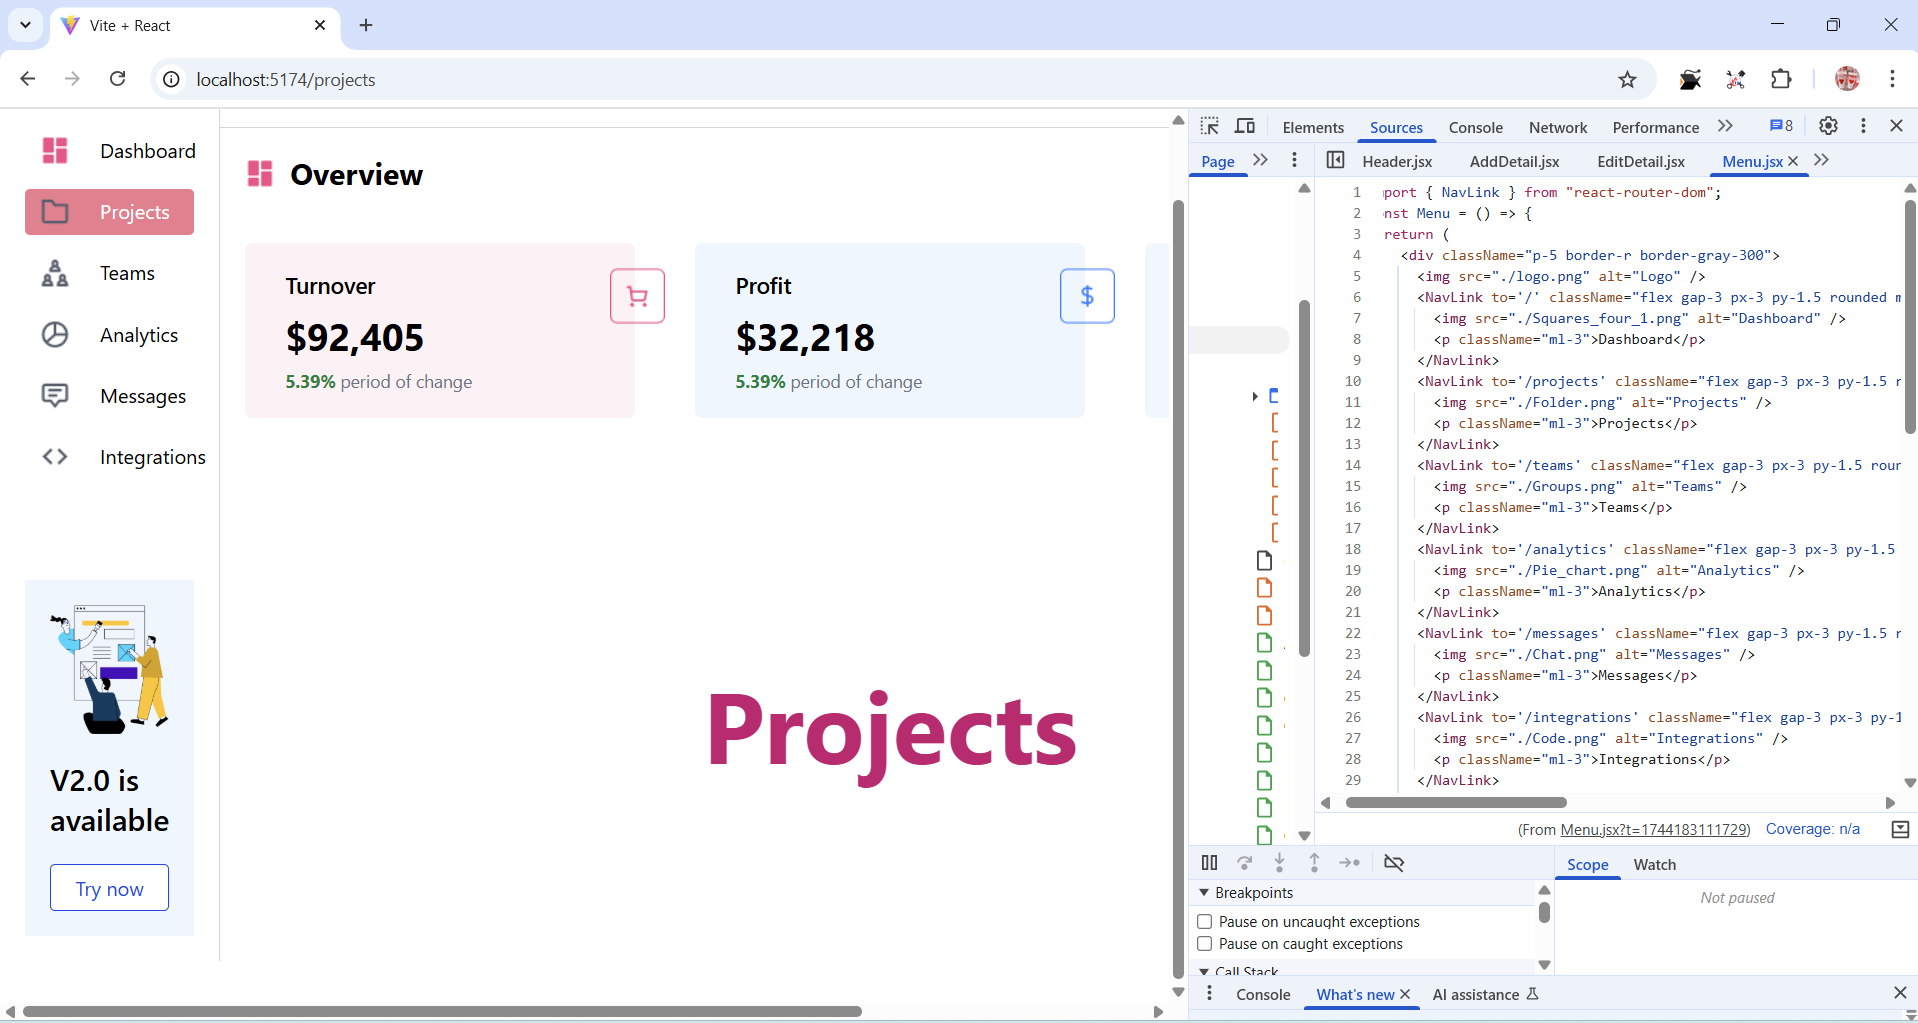 Vite + React
localhost:5174/projects
Dashboard
Projects
Teams
Analytics
Messages
Integrations
V2.0 is
available
Try now
Overview
Turnover
$92,405
5.39% period of change
Profit
$32,218
5.39% period of change
Projects
Elements Sources Console Network Performance 8
Page Header.jsx AddDetail.jsx EditDetail.jsx Menu.jsx
1 port { NavLink } from "react-router-dom";
2 nst Menu = () => {
3 return (
4 <div className="p-5 border-r border-gray-300">
5 <img src="./logo.png" alt="Logo" />
6 <NavLink to='/' className="flex gap-3 px-3 py-1.5 rounded m
7 <img src="./Squares_four_1.png" alt="Dashboard" />
8 <p className="ml-3">Dashboard</p>
9 </NavLink>
10 <NavLink to='/projects' className="flex gap-3 px-3 py-1.5 r
11 <img src="./Folder.png" alt="Projects" />
12 <p className="ml-3">Projects</p>
13 </NavLink>
14 <NavLink to='/teams' className="flex gap-3 px-3 py-1.5 roun
15 <img src="./Groups.png" alt="Teams" />
16 <p className="ml-3">Teams</p>
17 </NavLink>
18 <NavLink to='/analytics' className="flex gap-3 px-3 py-1.5
19 <img src="./Pie_chart.png" alt="Analytics" />
20 <p className="ml-3">Analytics</p>
21 </NavLink>
22 <NavLink to='/messages' className="flex gap-3 px-3 py-1.5 r
23 <img src="./Chat.png" alt="Messages" />
24 <p className="ml-3">Messages</p>
25 </NavLink>
26 <NavLink to='/integrations' className="flex gap-3 px-3 py-1
27 <img src="./Code.png" alt="Integrations" />
28 <p className="ml-3">Integrations</p>
29 </NavLink>
(From Menu.jsx?t=1744183111729) Coverage: n/a
Scope Watch
Not paused
Breakpoints
Pause on uncaught exceptions
Pause on caught exceptions
Call Stack
Console What's new AI assistance